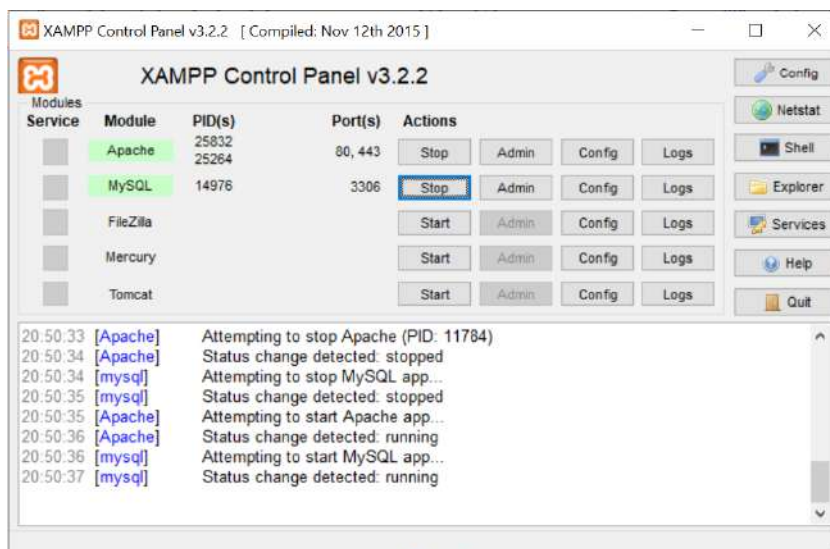 XAMPP Control Panel v3.2.2 [ Compiled: Nov 12th 2015 ]
XAMPP Control Panel v3.2.2
Config
Modules
Service Module PID(s) Port(s) Actions
Netstat
Apache 25832 25264 80, 443 Stop Admin Config Logs
Shell
MySQL 14976 3306 Stop Admin Config Logs
Explorer
FileZilla Start Admin Config Logs
Services
Mercury Start Admin Config Logs
Help
Tomcat Start Admin Config Logs
Quit
20:50:33 [Apache] Attempting to stop Apache (PID: 11784)
20:50:34 [Apache] Status change detected: stopped
20:50:34 [mysql] Attempting to stop MySQL app...
20:50:35 [mysql] Status change detected: stopped
20:50:35 [Apache] Attempting to start Apache app...
20:50:36 [Apache] Status change detected: running
20:50:36 [mysql] Attempting to start MySQL app...
20:50:37 [mysql] Status change detected: running